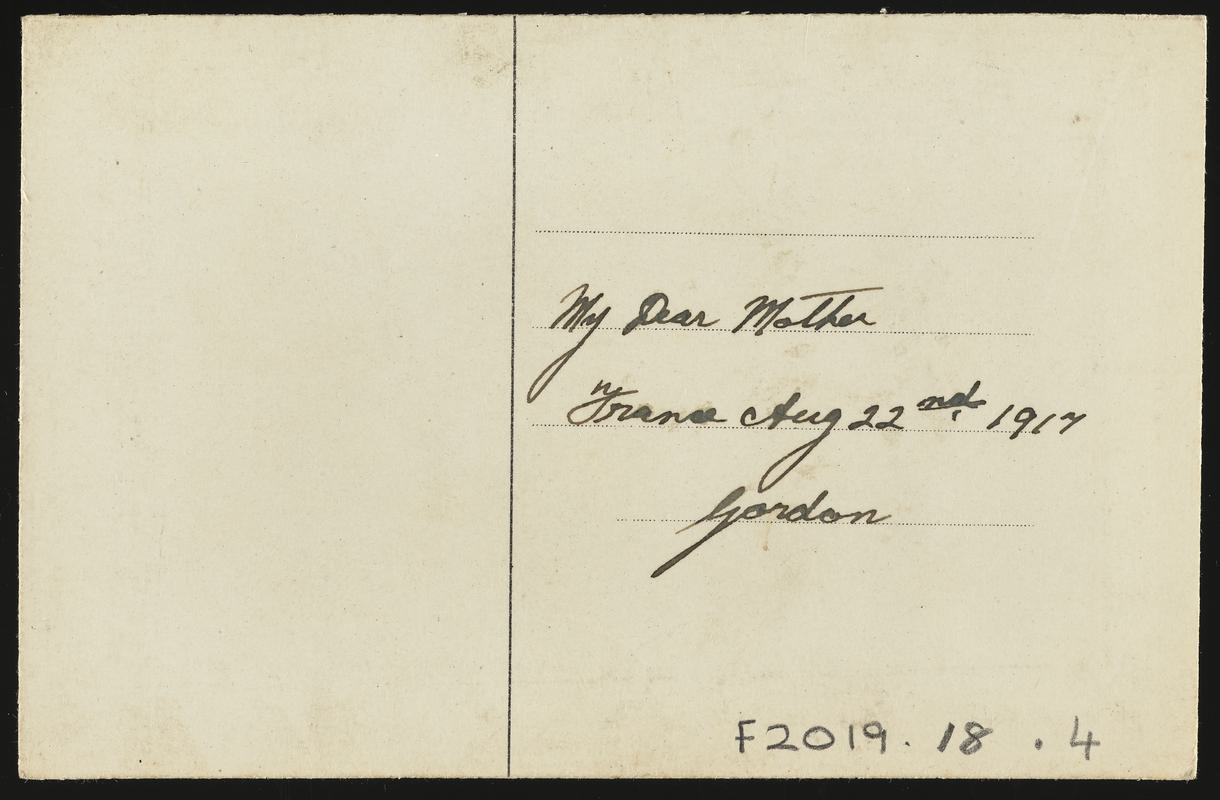 My Dear Mother
France Aug 22nd. 1917
Gordon
F2019.18.4